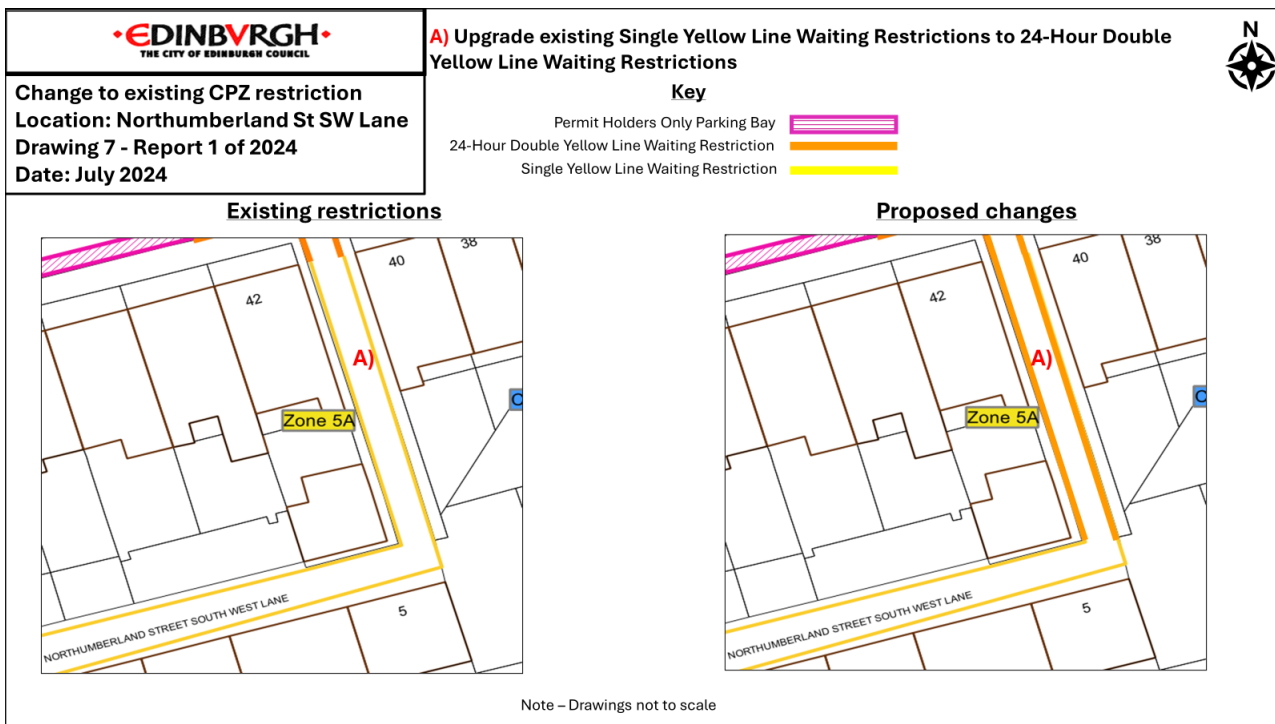 EDINBVRGH
THE CITY OF EDINBURGH COUNCIL
Change to existing CPZ restriction
Location: Northumberland St SW Lane
Drawing 7 - Report 1 of 2024
Date: July 2024
A) Upgrade existing Single Yellow Line Waiting Restrictions to 24-Hour Double
Yellow Line Waiting Restrictions
N
Key
Permit Holders Only Parking Bay
24-Hour Double Yellow Line Waiting Restriction
Single Yellow Line Waiting Restriction
Existing restrictions
38
40
42
A)
C
Zone 5A
NORTHUMBERLAND STREET SOUTH WEST LANE
5
Proposed changes
38
40
42
A)
C
Zone 5A
NORTHUMBERLAND STREET SOUTH WEST LANE
5
Note – Drawings not to scale